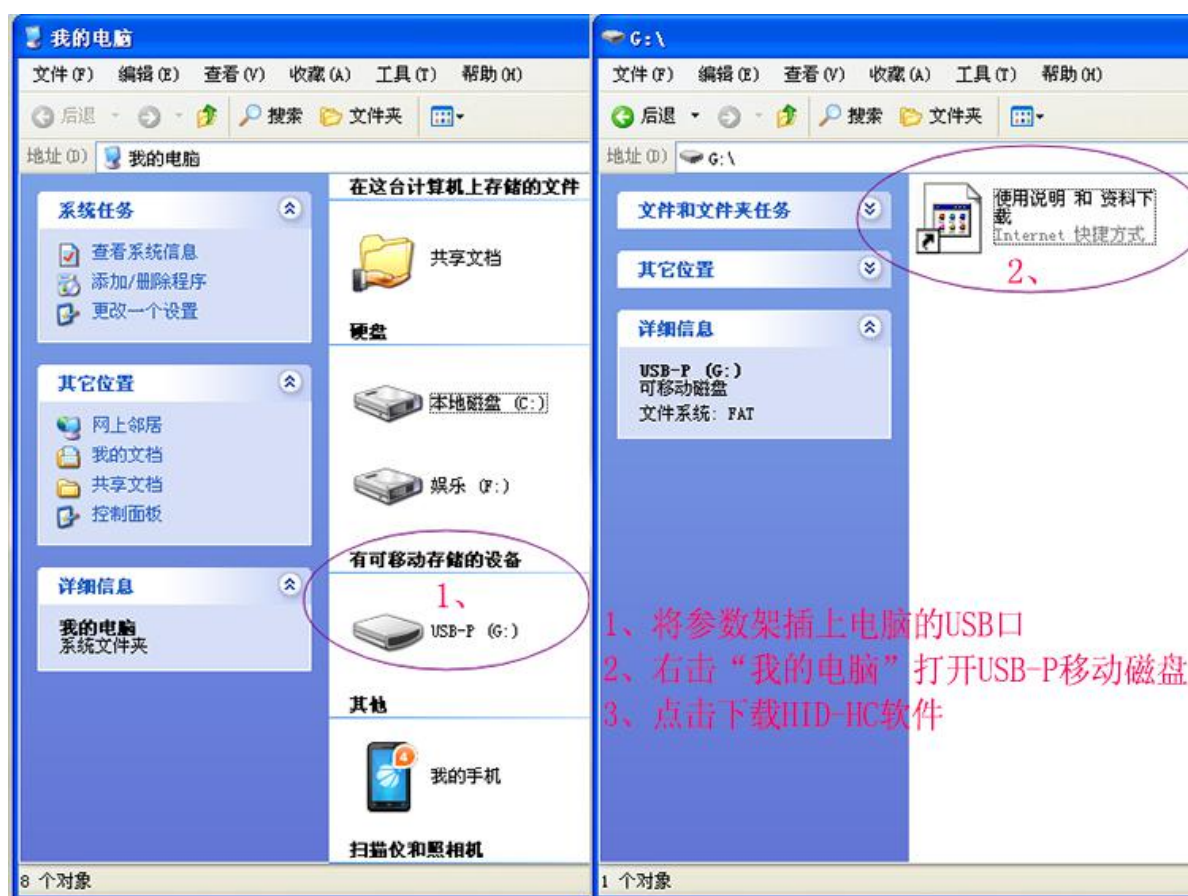 我的电脑
文件(F) 编辑(E) 查看(V) 收藏(A) 工具(T) 帮助(H)
后退 搜索 文件夹
地址(D) 我的电脑
系统任务
查看系统信息
添加/删除程序
更改一个设置
其它位置
网上邻居
我的文档
共享文档
控制面板
详细信息
我的电脑
系统文件夹
在这台计算机上存储的文件
共享文档
硬盘
本地磁盘 (C:)
娱乐 (F:)
有可移动存储的设备
1、
USB-P (G:)
其他
4
我的手机
扫描仪和照相机
8 个对象
G:\
文件(F) 编辑(E) 查看(V) 收藏(A) 工具(T) 帮助(H)
后退 搜索 文件夹
地址(D) G:\
文件和文件夹任务
其它位置
详细信息
USB-P (G:)
可移动磁盘
文件系统: FAT
使用说明 和 资料下
载
Internet 快捷方式
2、
1、将参数架插上电脑的USB口
2、右击“我的电脑”打开USB-P移动磁盘
3、点击下载HID-HC软件
1 个对象